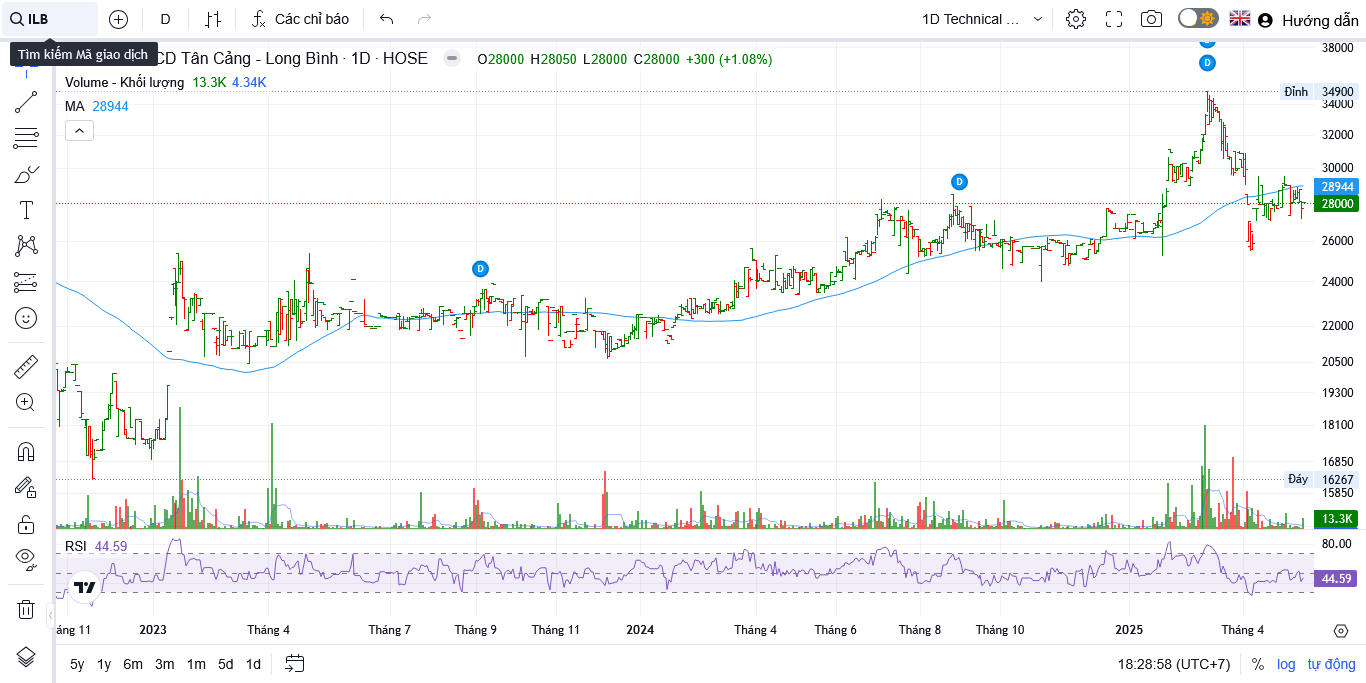 ILB
D
Các chỉ báo
1D Technical ...
Hướng dẫn
Tìm kiếm Mã giao dịch
CD Tân Cảng - Long Bình · 1D · HOSE
O28000 H28050 L28000 C28000 +300 (+1.08%)
Volume - Khối lượng 13.3K 4.34K
MA 28944
D
D
D
38000
Đỉnh 34900
34000
32000
30000
28944
28000
26000
24000
22000
20500
19300
18100
16850
Đáy 16267
15850
13.3K
RSI 44.59
80.00
44.59
áng 11 2023 Tháng 4 Tháng 7 Tháng 9 Tháng 11 2024 Tháng 4 Tháng 6 Tháng 8 Tháng 10 2025 Tháng 4
5y 1y 6m 3m 1m 5d 1d
18:28:58 (UTC+7) % log tự động